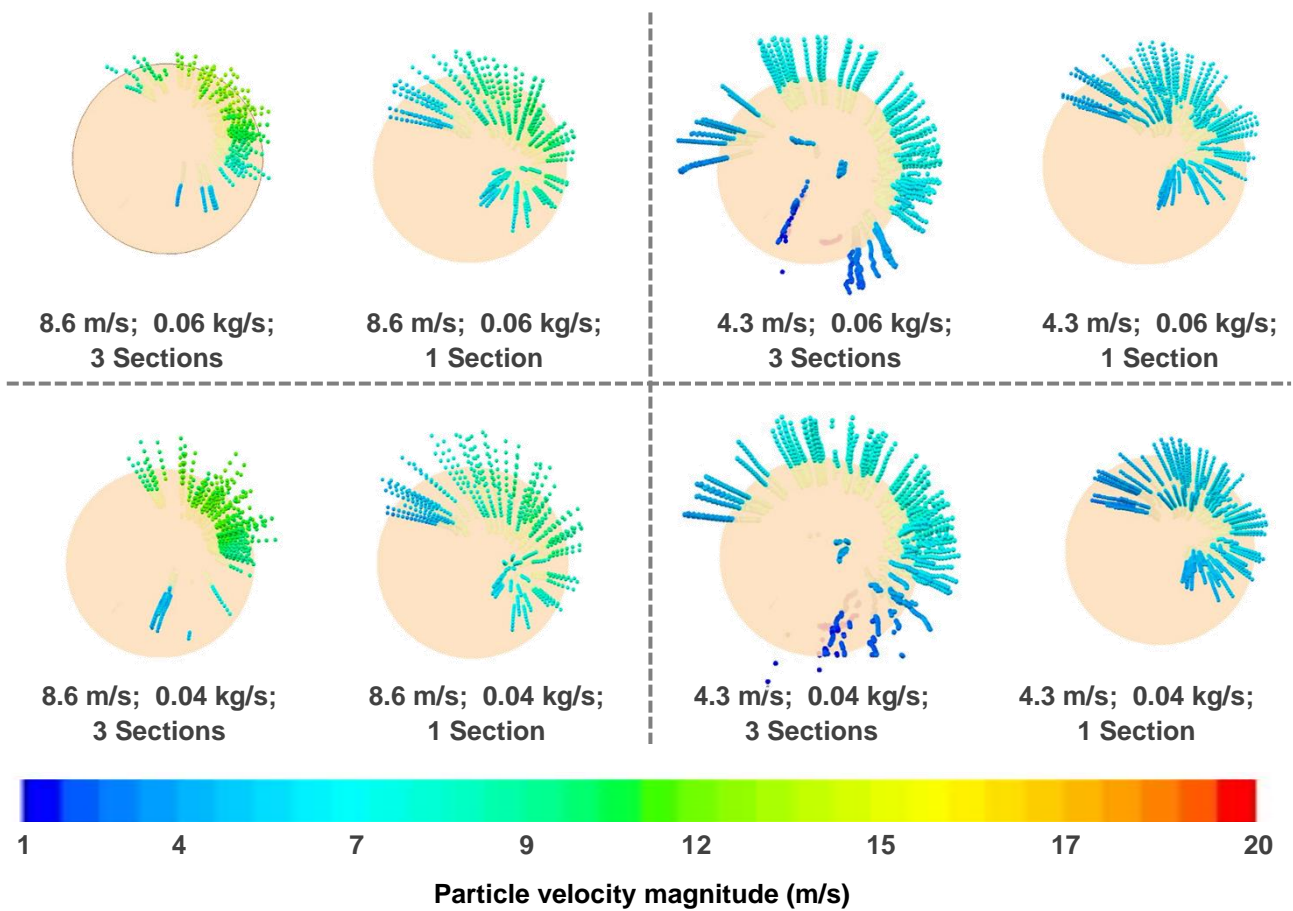 8.6 m/s;  0.06 kg/s;
3 Sections
8.6 m/s;  0.06 kg/s;
1 Section
4.3 m/s;  0.06 kg/s;
3 Sections
4.3 m/s;  0.06 kg/s;
1 Section
8.6 m/s;  0.04 kg/s;
3 Sections
8.6 m/s;  0.04 kg/s;
1 Section
4.3 m/s;  0.04 kg/s;
3 Sections
4.3 m/s;  0.04 kg/s;
1 Section
1 4 7 9 12 15 17 20
Particle velocity magnitude (m/s)